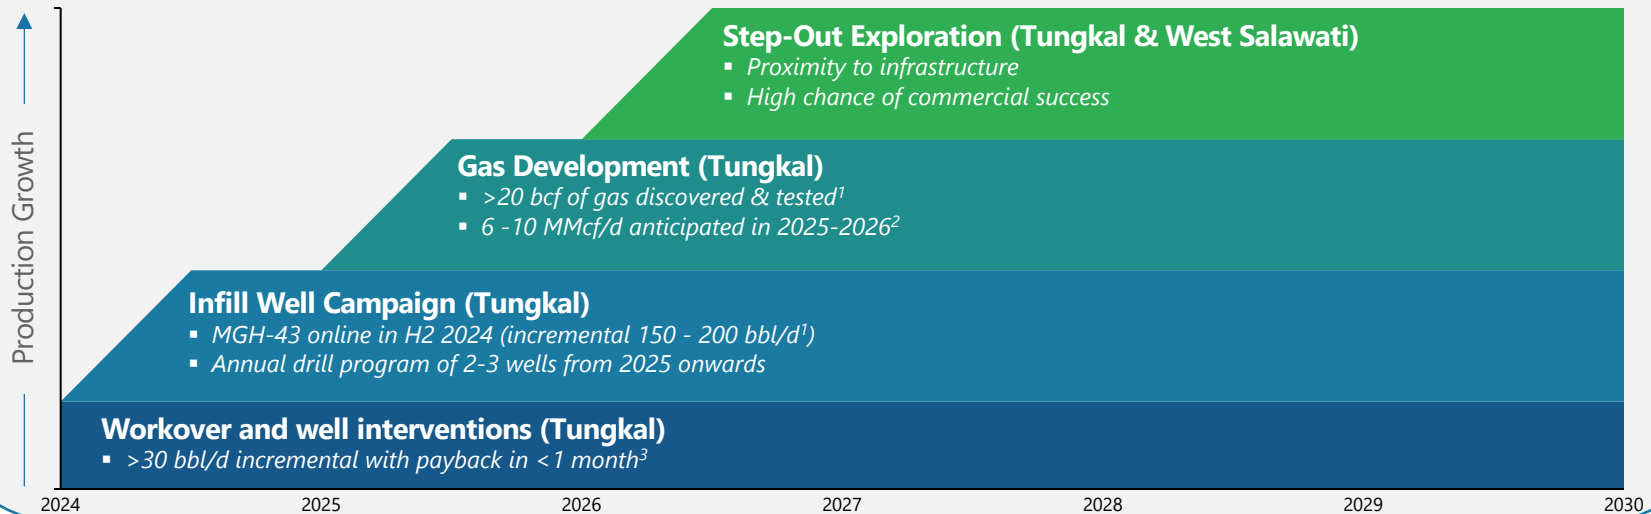 Production Growth
Step-Out Exploration (Tungkal & West Salawati)
▪ Proximity to infrastructure
▪ High chance of commercial success
Gas Development (Tungkal)
▪ >20 bcf of gas discovered & tested¹
▪ 6 -10 MMcf/d anticipated in 2025-2026²
Infill Well Campaign (Tungkal)
▪ MGH-43 online in H2 2024 (incremental 150 - 200 bbl/d¹)
▪ Annual drill program of 2-3 wells from 2025 onwards
Workover and well interventions (Tungkal)
▪ >30 bbl/d incremental with payback in <1 month³
2024 2025 2026 2027 2028 2029 2030